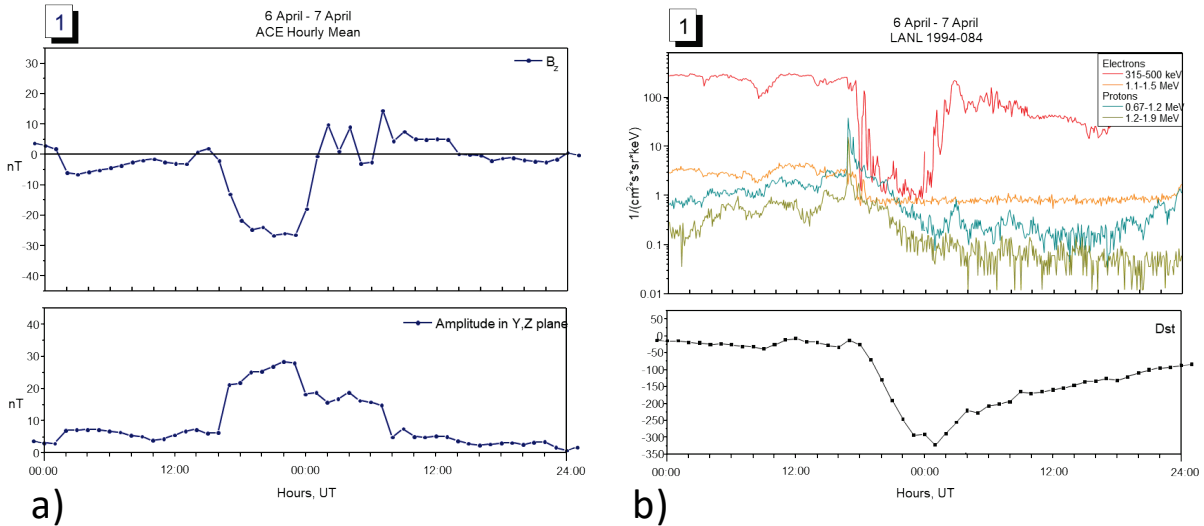 1
6 April - 7 April
ACE Hourly Mean
Bz
30
20
10
0
-10
-20
-30
-40
nT
Amplitude in Y,Z plane
40
30
20
10
0
nT
00:00 12:00 00:00 12:00 24:00
Hours, UT
a)
1
6 April - 7 April
LANL 1994-084
Electrons
315-500 keV
1.1-1.5 MeV
Protons
0.67-1.2 MeV
1.2-1.9 MeV
100
10
1
0.1
0.01
1/(cm²*s*sr*keV)
Dst
50
0
-50
-100
-150
-200
-250
-300
-350
00:00 12:00 00:00 12:00 24:00
Hours, UT
b)